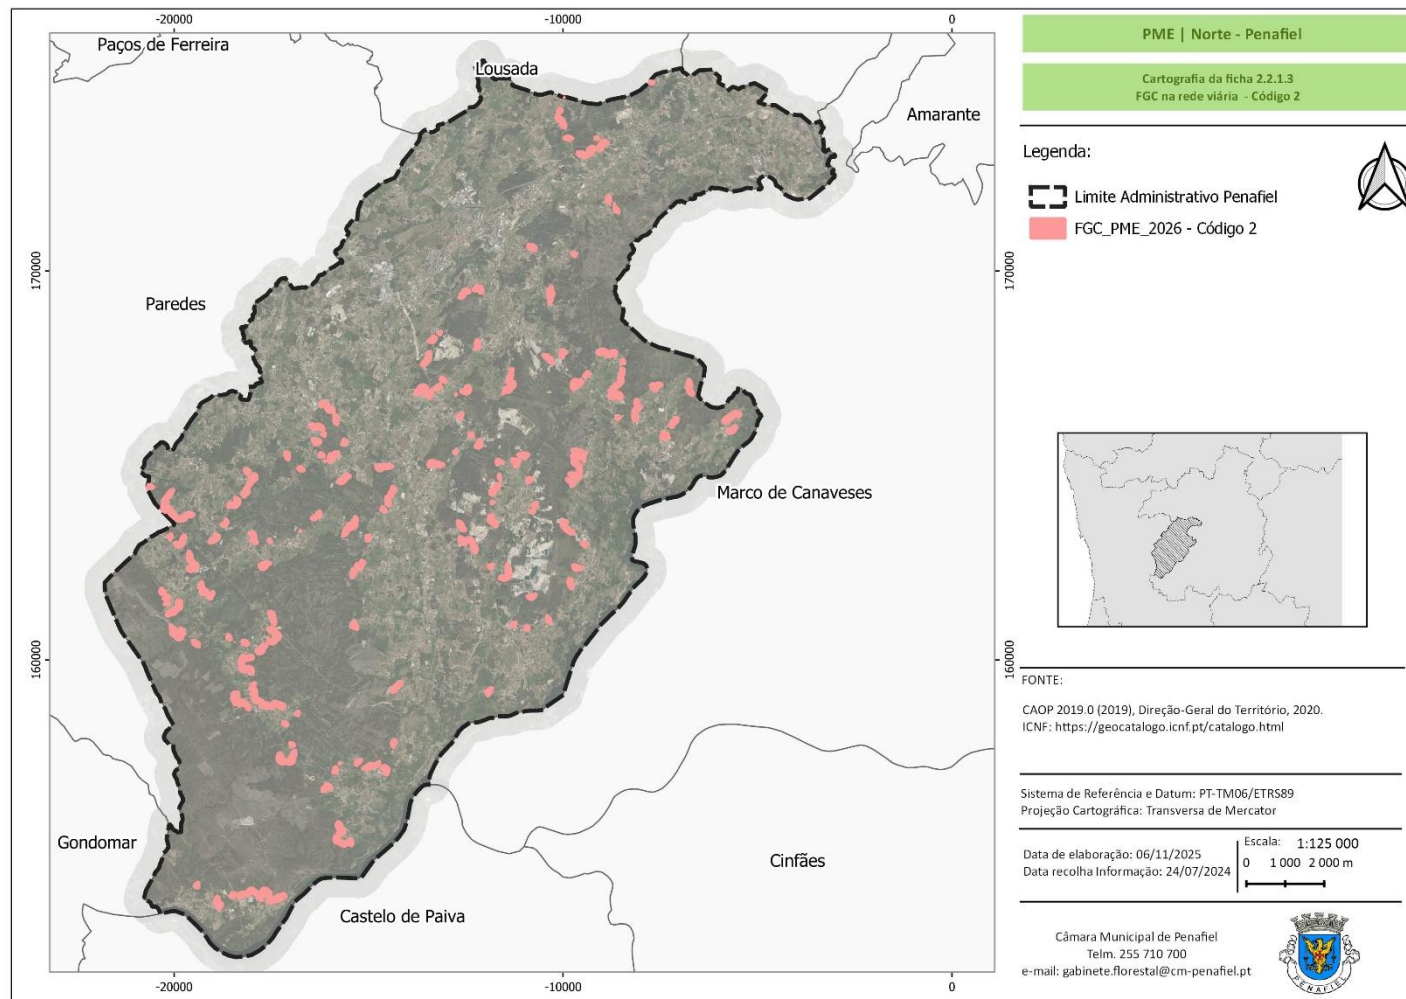 -20000
-10000
0
Paços de Ferreira
Lousada
Amarante
Paredes
Marco de Canaveses
Gondomar
Castelo de Paiva
Cinfães
170000
160000
170000
160000
-20000
-10000
0
PME | Norte - Penafiel
Cartografia da ficha 2.2.1.3
FGC na rede viária - Código 2
Legenda:
Limite Administrativo Penafiel
FGC_PME_2026 - Código 2
FONTE:
CAOP 2019.0 (2019), Direção-Geral do Território, 2020.
ICNF: https://geocatalogo.icnf.pt/catalogo.html
Sistema de Referência e Datum: PT-TM06/ETRS89
Projeção Cartográfica: Transversa de Mercator
Data de elaboração: 06/11/2025
Data recolha Informação: 24/07/2024
Escala: 1:125 000
0 1 000 2 000 m
Câmara Municipal de Penafiel
Telm. 255 710 700
e-mail: gabinete.florestal@cm-penafiel.pt
PENAFIEL